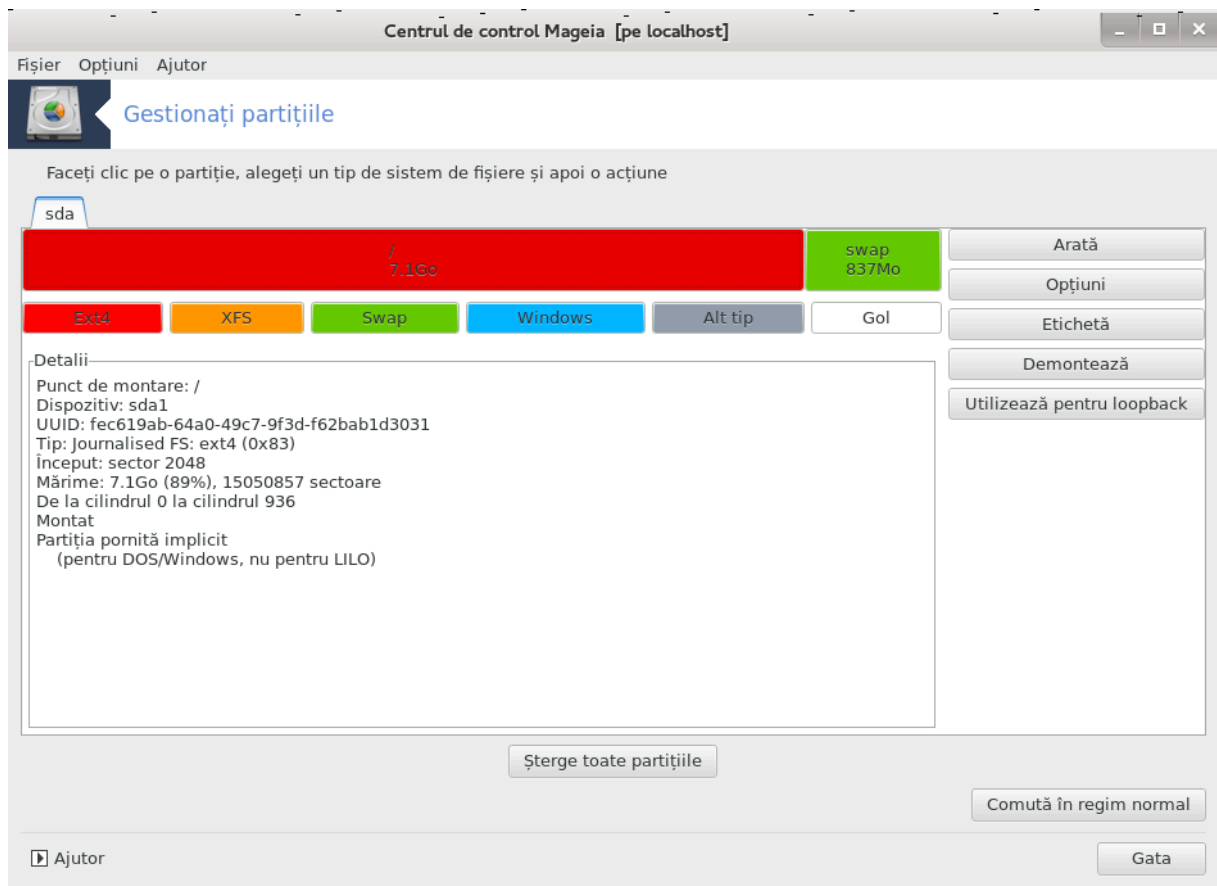 Centrul de control Mageia [pe localhost]
Fișier Opțiuni Ajutor
Gestionați partițiile
Faceți clic pe o partiție, alegeți un tip de sistem de fișiere și apoi o acțiune
sda
/
7.1Go
swap
837Mo
Ext4 XFS Swap Windows Alt tip Gol
Arată
Opțiuni
Etichetă
Demontează
Utilizează pentru loopback
Detalii
Punct de montare: /
Dispozitiv: sda1
UUID: fec619ab-64a0-49c7-9f3d-f62bab1d3031
Tip: Journalised FS: ext4 (0x83)
Început: sector 2048
Mărime: 7.1Go (89%), 15050857 sectoare
De la cilindrul 0 la cilindrul 936
Montat
Partiția pornită implicit
(pentru DOS/Windows, nu pentru LILO)
Șterge toate partițiile
Comută în regim normal
Ajutor
Gata